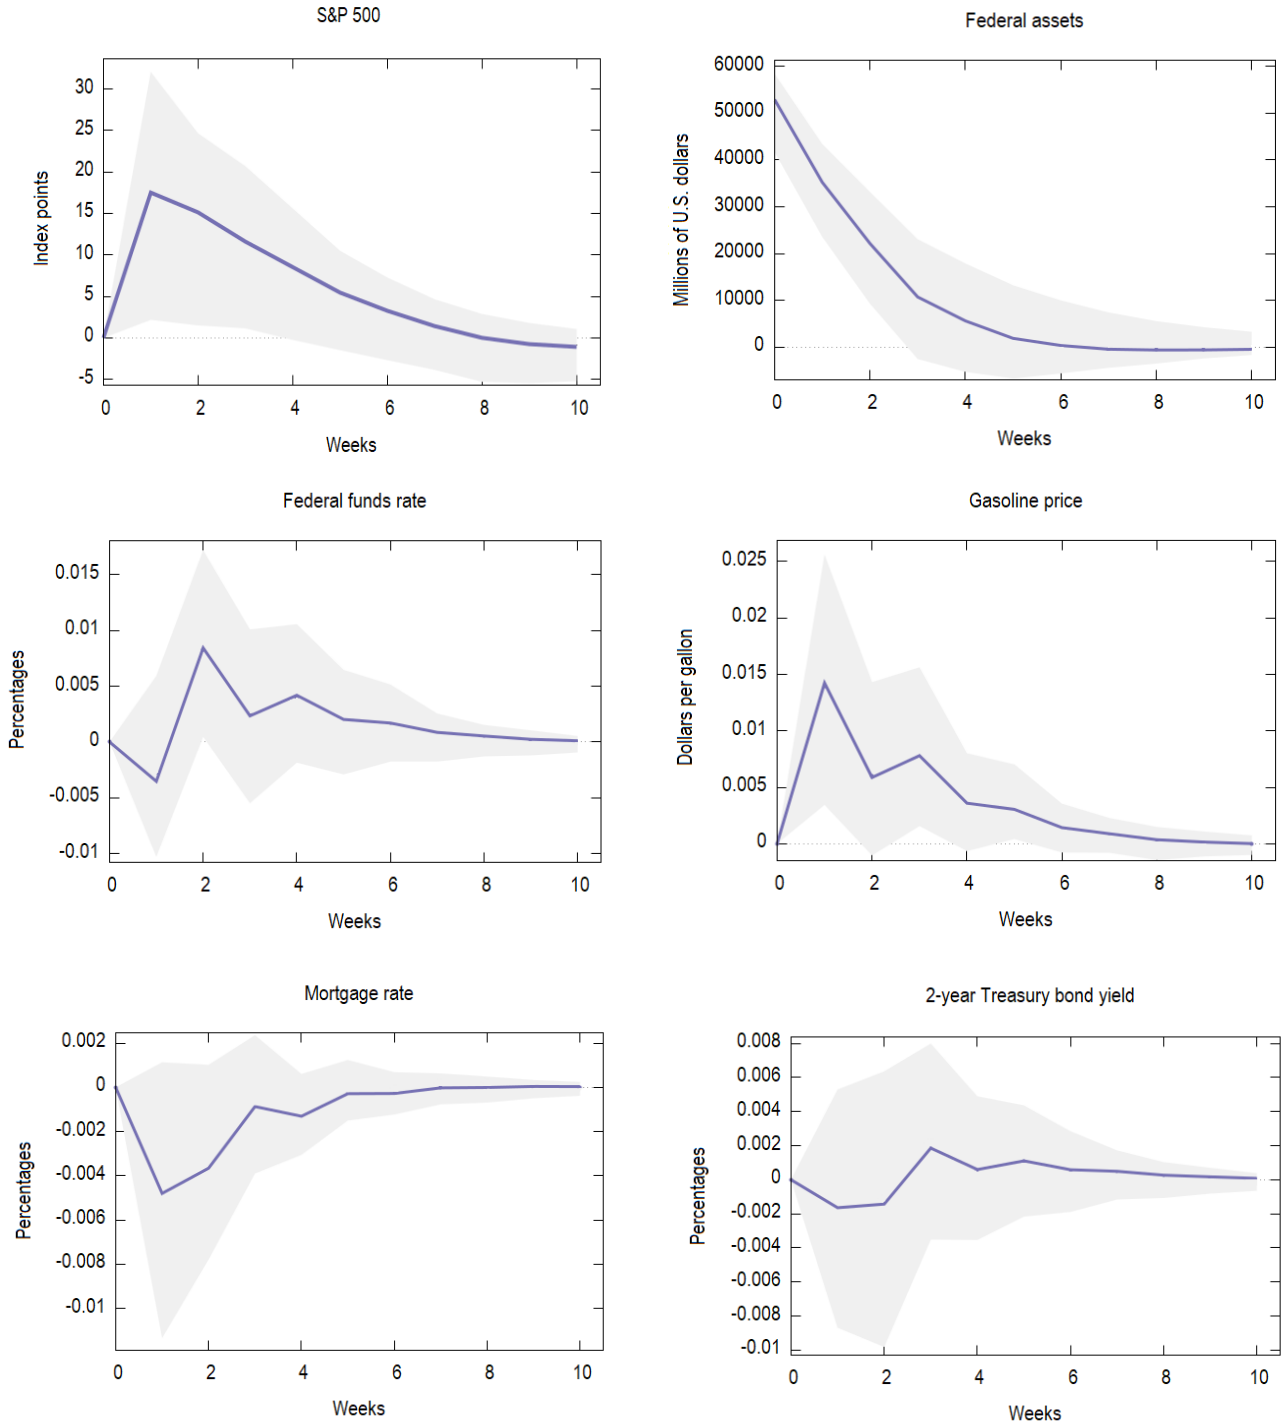 S&P 500
Index points
30
25
20
15
10
5
0
-5
0 2 4 6 8 10
Weeks
Federal assets
Millions of U.S. dollars
60000
50000
40000
30000
20000
10000
0
0 2 4 6 8 10
Weeks
Federal funds rate
Percentages
0.015
0.01
0.005
0
-0.005
-0.01
0 2 4 6 8 10
Weeks
Gasoline price
Dollars per gallon
0.025
0.02
0.015
0.01
0.005
0
0 2 4 6 8 10
Weeks
Mortgage rate
Percentages
0.002
0
-0.002
-0.004
-0.006
-0.008
-0.01
0 2 4 6 8 10
Weeks
2-year Treasury bond yield
Percentages
0.008
0.006
0.004
0.002
0
-0.002
-0.004
-0.006
-0.008
-0.01
0 2 4 6 8 10
Weeks